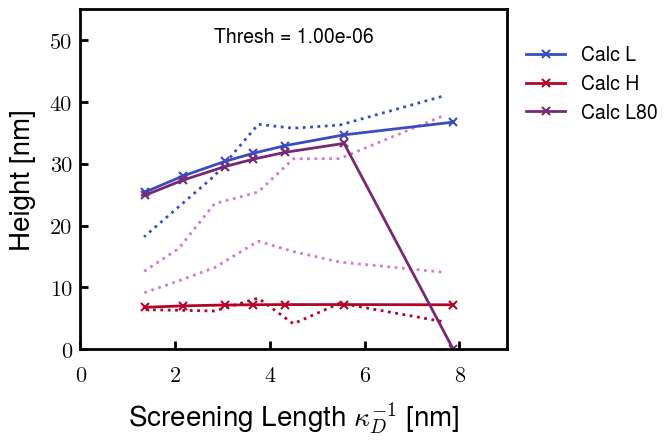 Thresh = 1.00e-06
Calc L
Calc H
Calc L80
Height [nm]
50
40
30
20
10
0
0 2 4 6 8
Screening Length κ_D^{-1} [nm]